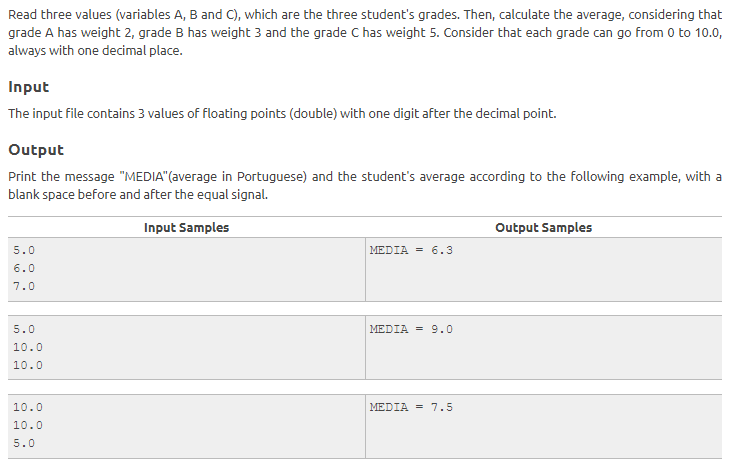 Read three values (variables A, B and C), which are the three student's grades. Then, calculate the average, considering that
grade A has weight 2, grade B has weight 3 and the grade C has weight 5. Consider that each grade can go from 0 to 10.0,
always with one decimal place.
Input
The input file contains 3 values of floating points (double) with one digit after the decimal point.
Output
Print the message "MEDIA"(average in Portuguese) and the student's average according to the following example, with a
blank space before and after the equal signal.
Input Samples Output Samples
5.0 MEDIA = 6.3
6.0
7.0
5.0 MEDIA = 9.0
10.0
10.0
10.0 MEDIA = 7.5
10.0
5.0